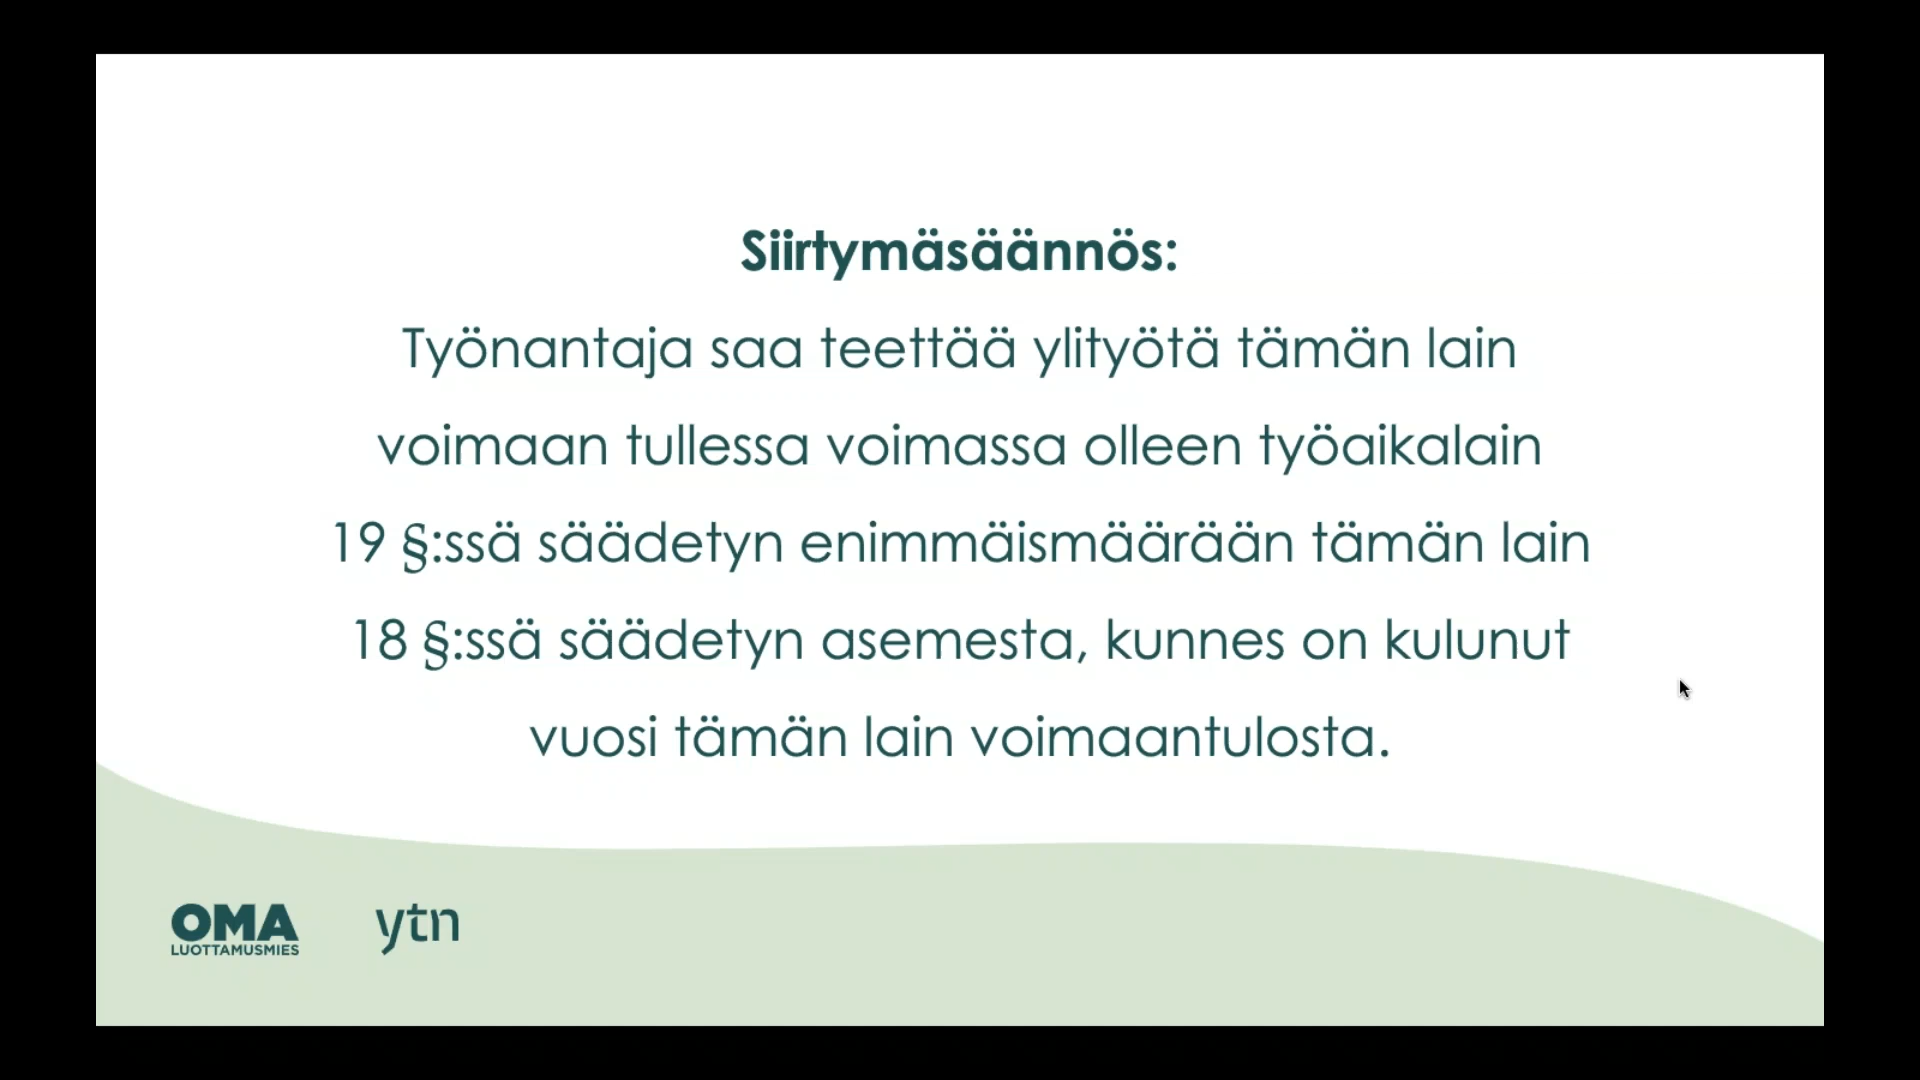 Siirtymäsäännös:
Työnantaja saa teettää ylityötä tämän lain
voimaan tullessa voimassa olleen työaikalain
19 §:ssä säädetyn enimmäismäärään tämän lain
18 §:ssä säädetyn asemesta, kunnes on kulunut
vuosi tämän lain voimaantulosta.
OMA
LUOTTAMUSMIES
ytn